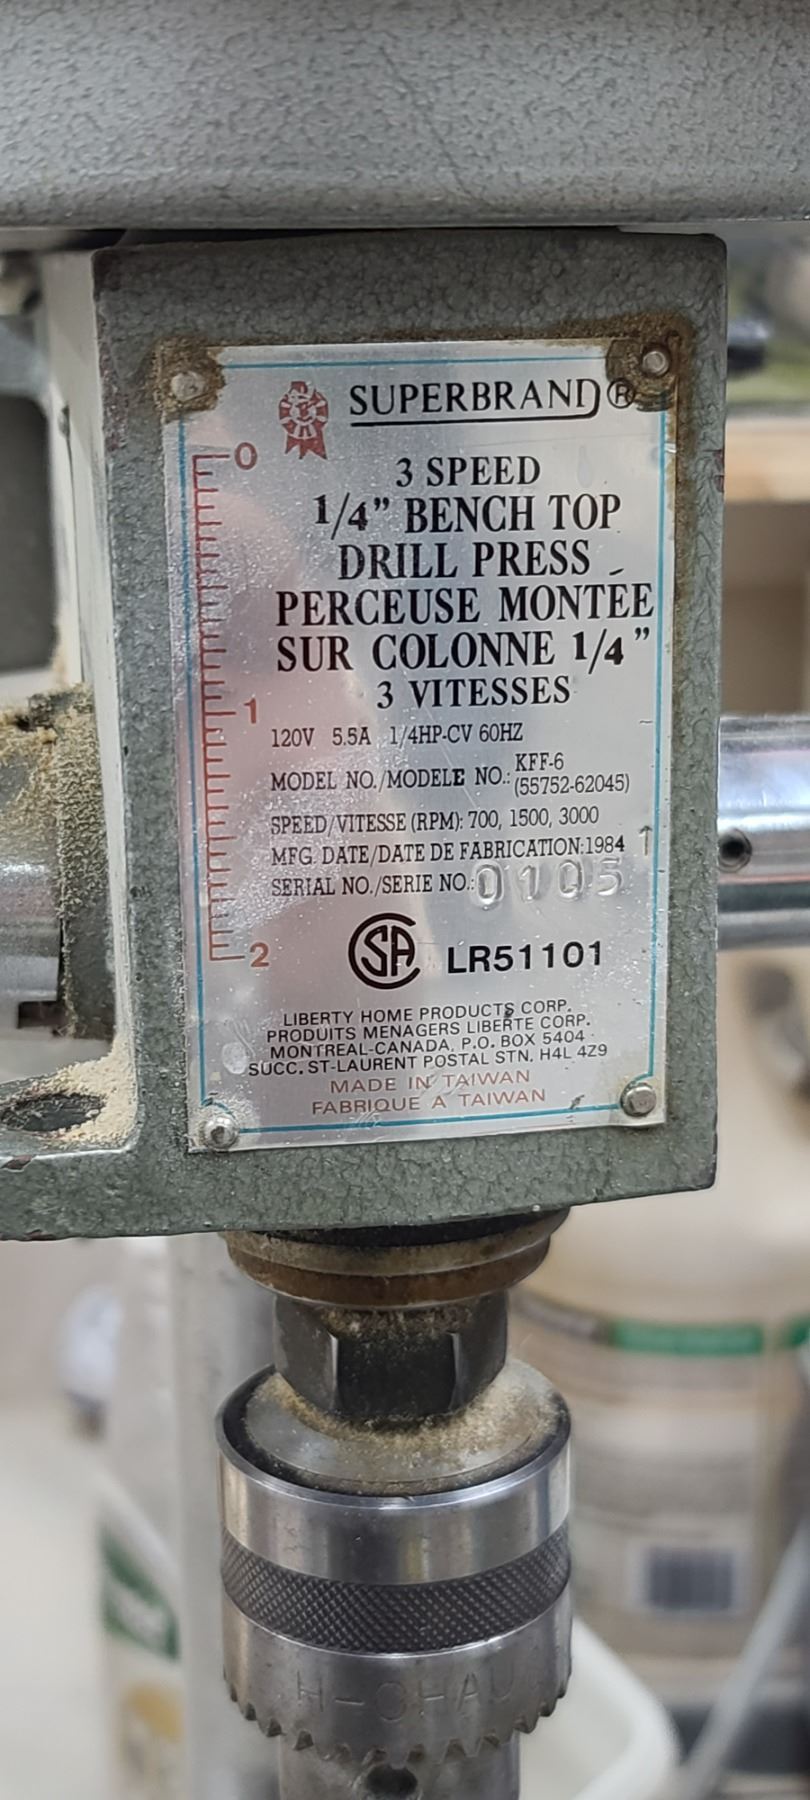 SUPERBRAND®
0
3 SPEED
1/4” BENCH TOP
DRILL PRESS
PERCEUSE MONTÉE
SUR COLONNE 1/4”
3 VITESSES
1
120V 5.5A 1/4HP-CV 60HZ
MODEL NO./MODELE NO.: KFF-6
(55752-62045)
SPEED/VITESSE (RPM): 700, 1500, 3000
MFG. DATE/DATE DE FABRICATION:1984
SERIAL NO./SERIE NO.: 0105
2
SA LR51101
LIBERTY HOME PRODUCTS CORP.
PRODUITS MENAGERS LIBERTE CORP.
MONTREAL-CANADA, P.O. BOX 5404
SUCC. ST-LAURENT POSTAL STN. H4L 4Z9
MADE IN TAIWAN
FABRIQUE A TAIWAN